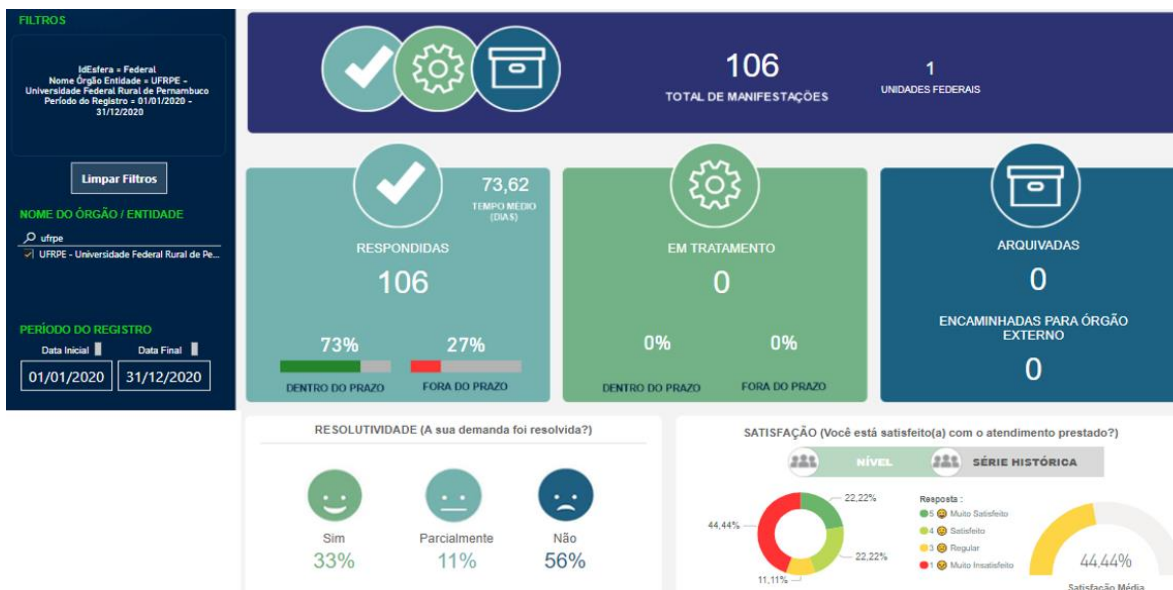 FILTROS
IdEsfera = Federal
Nome Órgão Entidade = UFRPE -
Universidade Federal Rural de Pernambuco
Período do Registro = 01/01/2020 -
31/12/2020
Limpar Filtros
NOME DO ÓRGÃO / ENTIDADE
ufrpe
UFRPE - Universidade Federal Rural de Pe...
PERÍODO DO REGISTRO
Data Inicial
Data Final
01/01/2020
31/12/2020
106
TOTAL DE MANIFESTAÇÕES
1
UNIDADES FEDERAIS
73,62
TEMPO MÉDIO
(DIAS)
RESPONDIDAS
106
73%
27%
DENTRO DO PRAZO
FORA DO PRAZO
EM TRATAMENTO
0
0%
0%
DENTRO DO PRAZO
FORA DO PRAZO
ARQUIVADAS
0
ENCAMINHADAS PARA ÓRGÃO
EXTERNO
0
RESOLUTIVIDADE (A sua demanda foi resolvida?)
Sim
33%
Parcialmente
11%
Não
56%
SATISFAÇÃO (Você está satisfeito(a) com o atendimento prestado?)
NÍVEL
SÉRIE HISTÓRICA
22,22%
44,44%
22,22%
11,11%
Resposta :
5 Muito Satisfeito
4 Satisfeito
3 Regular
1 Muito Insatisfeito
44,44%
Satisfação Média